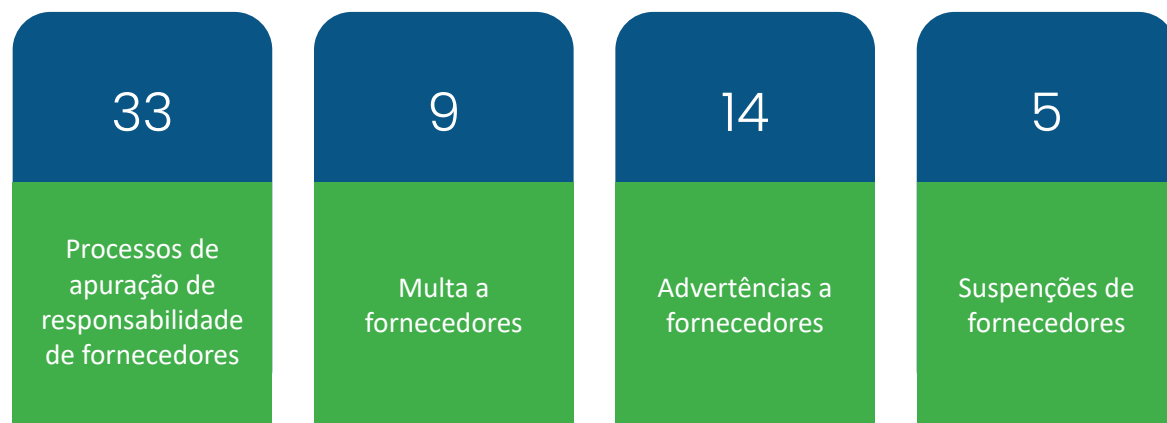 33
Processos de
apuração de
responsabilidade
de fornecedores
9
Multa a
fornecedores
14
Advertências a
fornecedores
5
Suspenções de
fornecedores